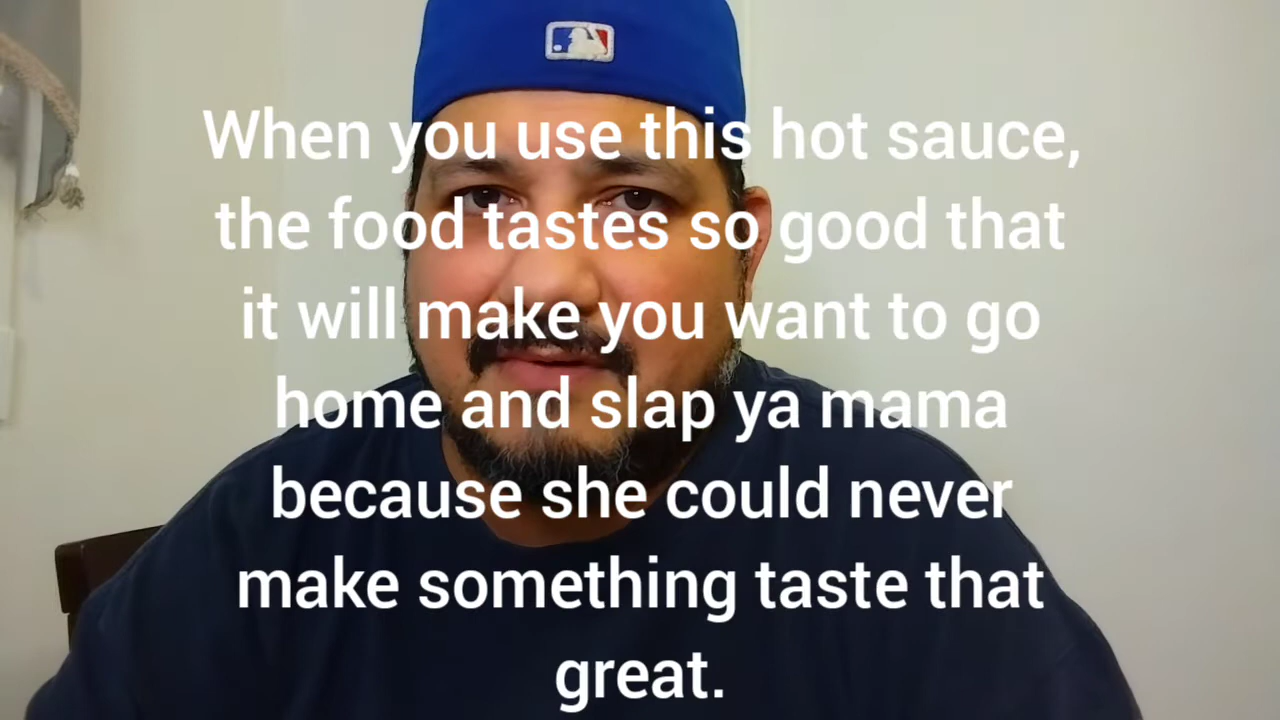 When you use this hot sauce,
the food tastes so good that
it will make you want to go
home and slap ya mama
because she could never
make something taste that
great.